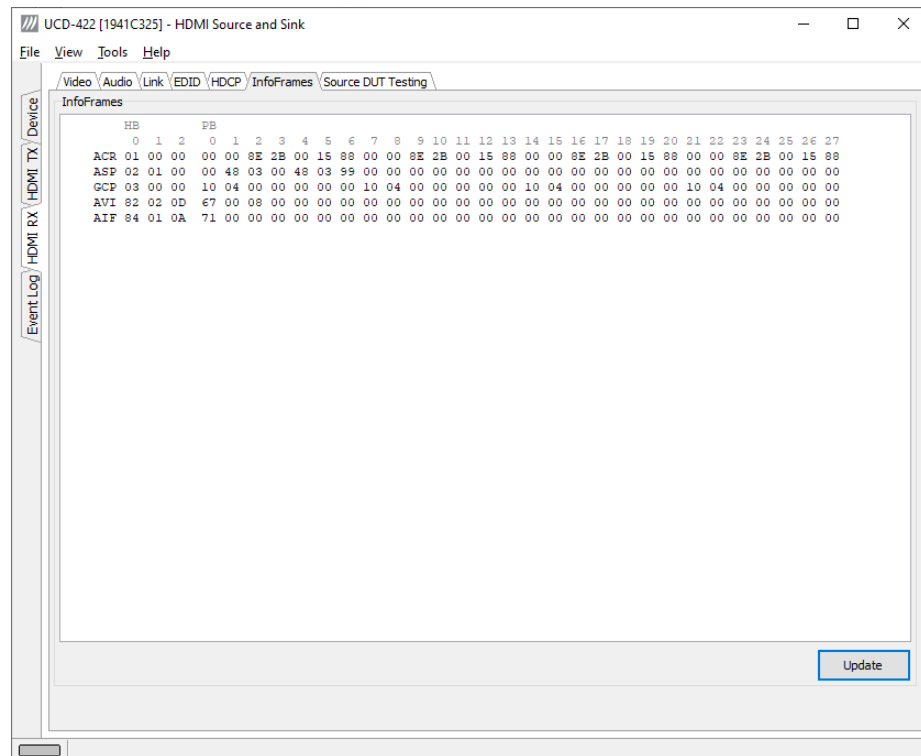 UCD-422 [1941C325] - HDMI Source and Sink
File View Tools Help
Video Audio Link EDID HDCP InfoFrames Source DUT Testing
Device
HDMI TX
HDMI RX
Event Log
InfoFrames
HB PB
0 1 2 0 1 2 3 4 5 6 7 8 9 10 11 12 13 14 15 16 17 18 19 20 21 22 23 24 25 26 27
ACR 01 00 00 00 00 8E 2B 00 15 88 00 00 8E 2B 00 15 88 00 00 8E 2B 00 15 88 00 00 8E 2B 00 15 88
ASP 02 01 00 00 48 03 00 48 03 99 00 00 00 00 00 00 00 00 00 00 00 00 00 00 00 00 00 00 00 00 00
GCP 03 00 00 10 04 00 00 00 00 00 10 04 00 00 00 00 00 10 04 00 00 00 00 00 10 04 00 00 00 00 00
AVI 82 02 0D 67 00 08 00 00 00 00 00 00 00 00 00 00 00 00 00 00 00 00 00 00 00 00 00 00 00 00 00
AIF 84 01 0A 71 00 00 00 00 00 00 00 00 00 00 00 00 00 00 00 00 00 00 00 00 00 00 00 00 00 00 00
Update